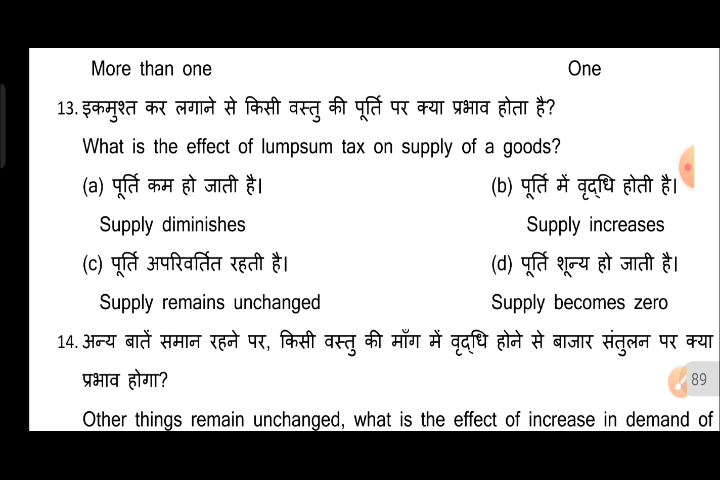 More than one One
13. इकमुश्त कर लगाने से किसी वस्तु की पूर्ति पर क्या प्रभाव होता है?
What is the effect of lumpsum tax on supply of a goods?
(a) पूर्ति कम हो जाती है। (b) पूर्ति में वृद्धि होती है।
Supply diminishes Supply increases
(c) पूर्ति अपरिवर्तित रहती है। (d) पूर्ति शून्य हो जाती है।
Supply remains unchanged Supply becomes zero
14. अन्य बातें समान रहने पर, किसी वस्तु की माँग में वृद्धि होने से बाजार संतुलन पर क्या
प्रभाव होगा?
89
Other things remain unchanged, what is the effect of increase in demand of